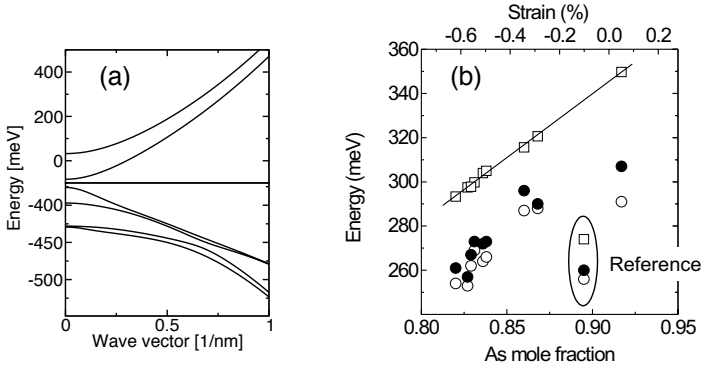 (a)
Energy [meV]
400
200
0
-400
-450
-500
0
0.5
1
Wave vector [1/nm]
Strain (%)
-0.6 -0.4 -0.2 0.0 0.2
(b)
Energy (meV)
360
340
320
300
280
260
Reference
0.80 0.85 0.90 0.95
As mole fraction